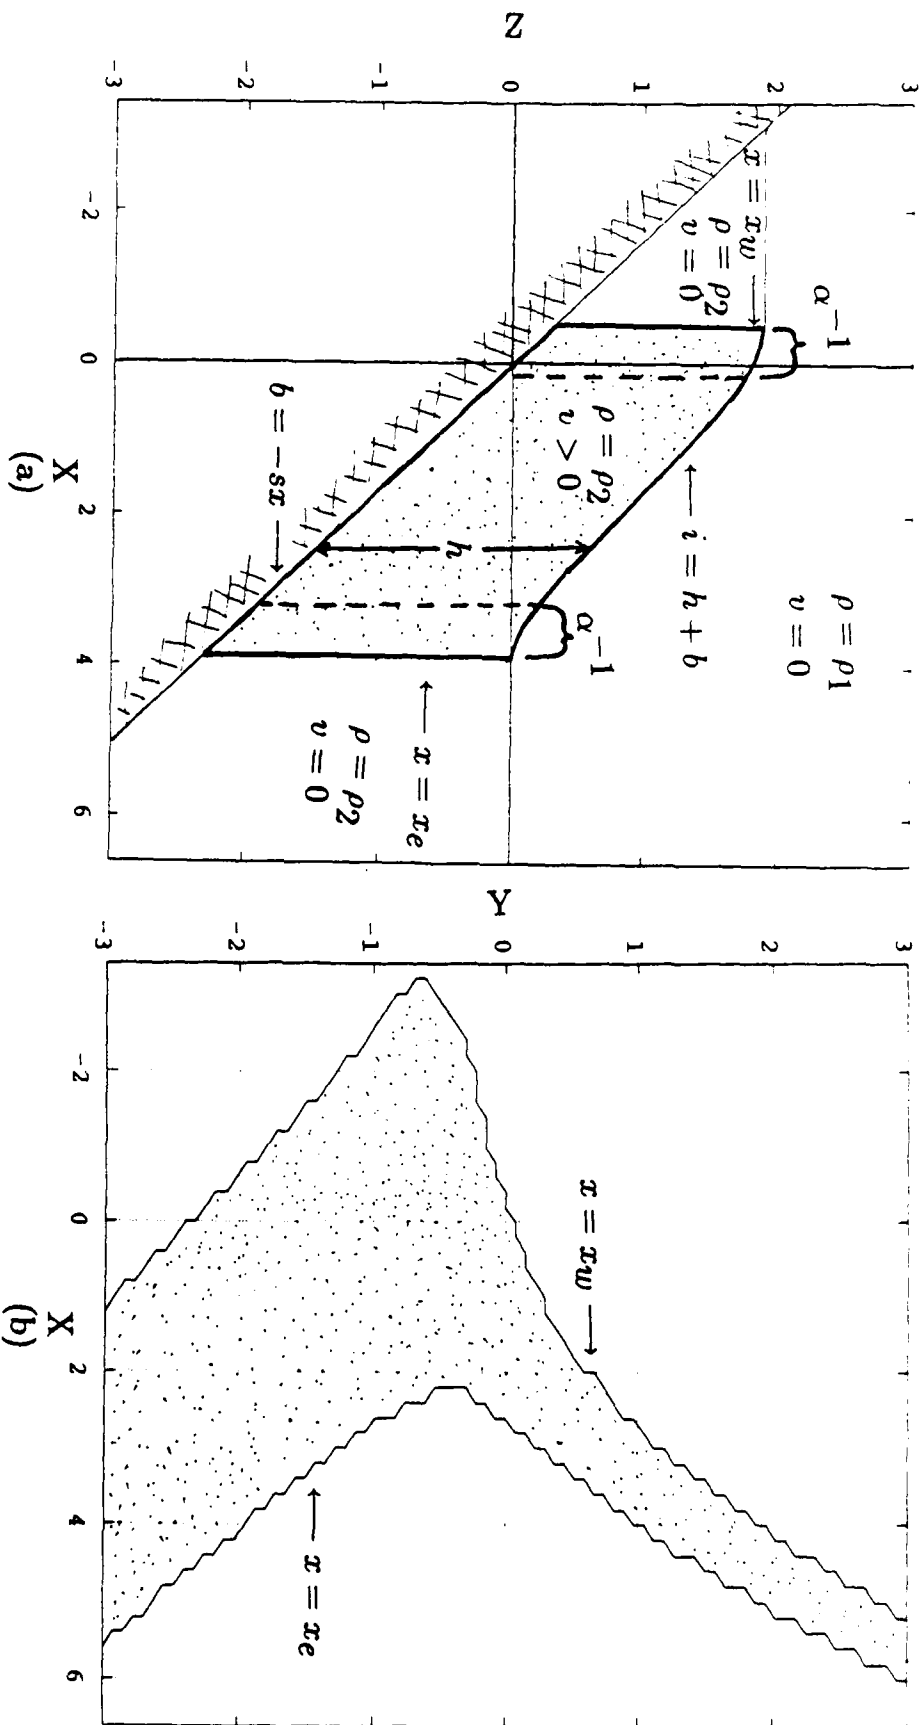 Z
3
2
1
0
-1
-2
-3
-2
0
2
4
6
X
(a)
x = xw →
ρ = ρ2
v = 0
α⁻¹
ρ = ρ2
v > 0
← i = h + b
ρ = ρ1
v = 0
h
α⁻¹
b = -sx →
← x = xe
ρ = ρ2
v = 0
Y
3
2
1
0
-1
-2
-3
-2
0
2
4
6
X
(b)
x = xw →
← x = xe